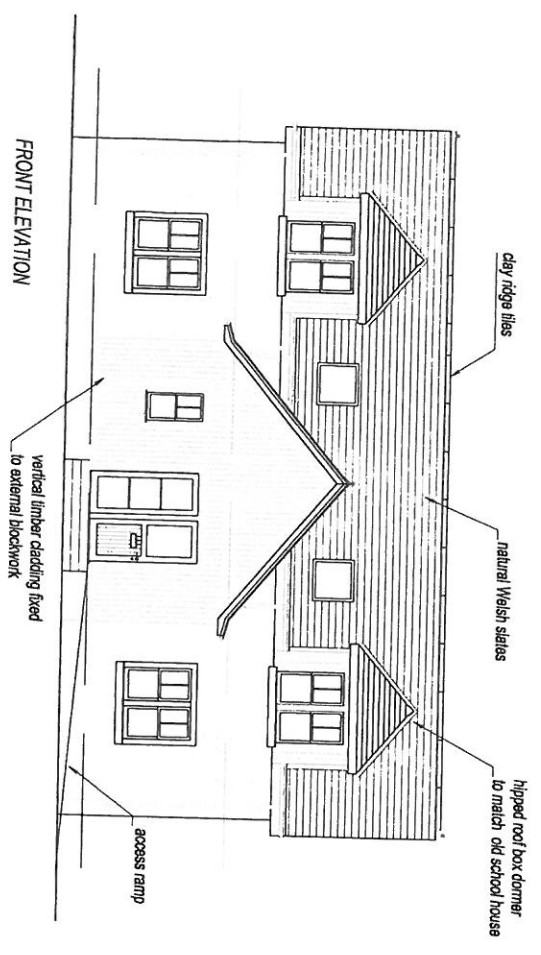 clay ridge tiles
natural Welsh slates
hipped roof box dormer
to match old school house
FRONT ELEVATION
vertical timber cladding fixed
to external blockwork
access ramp